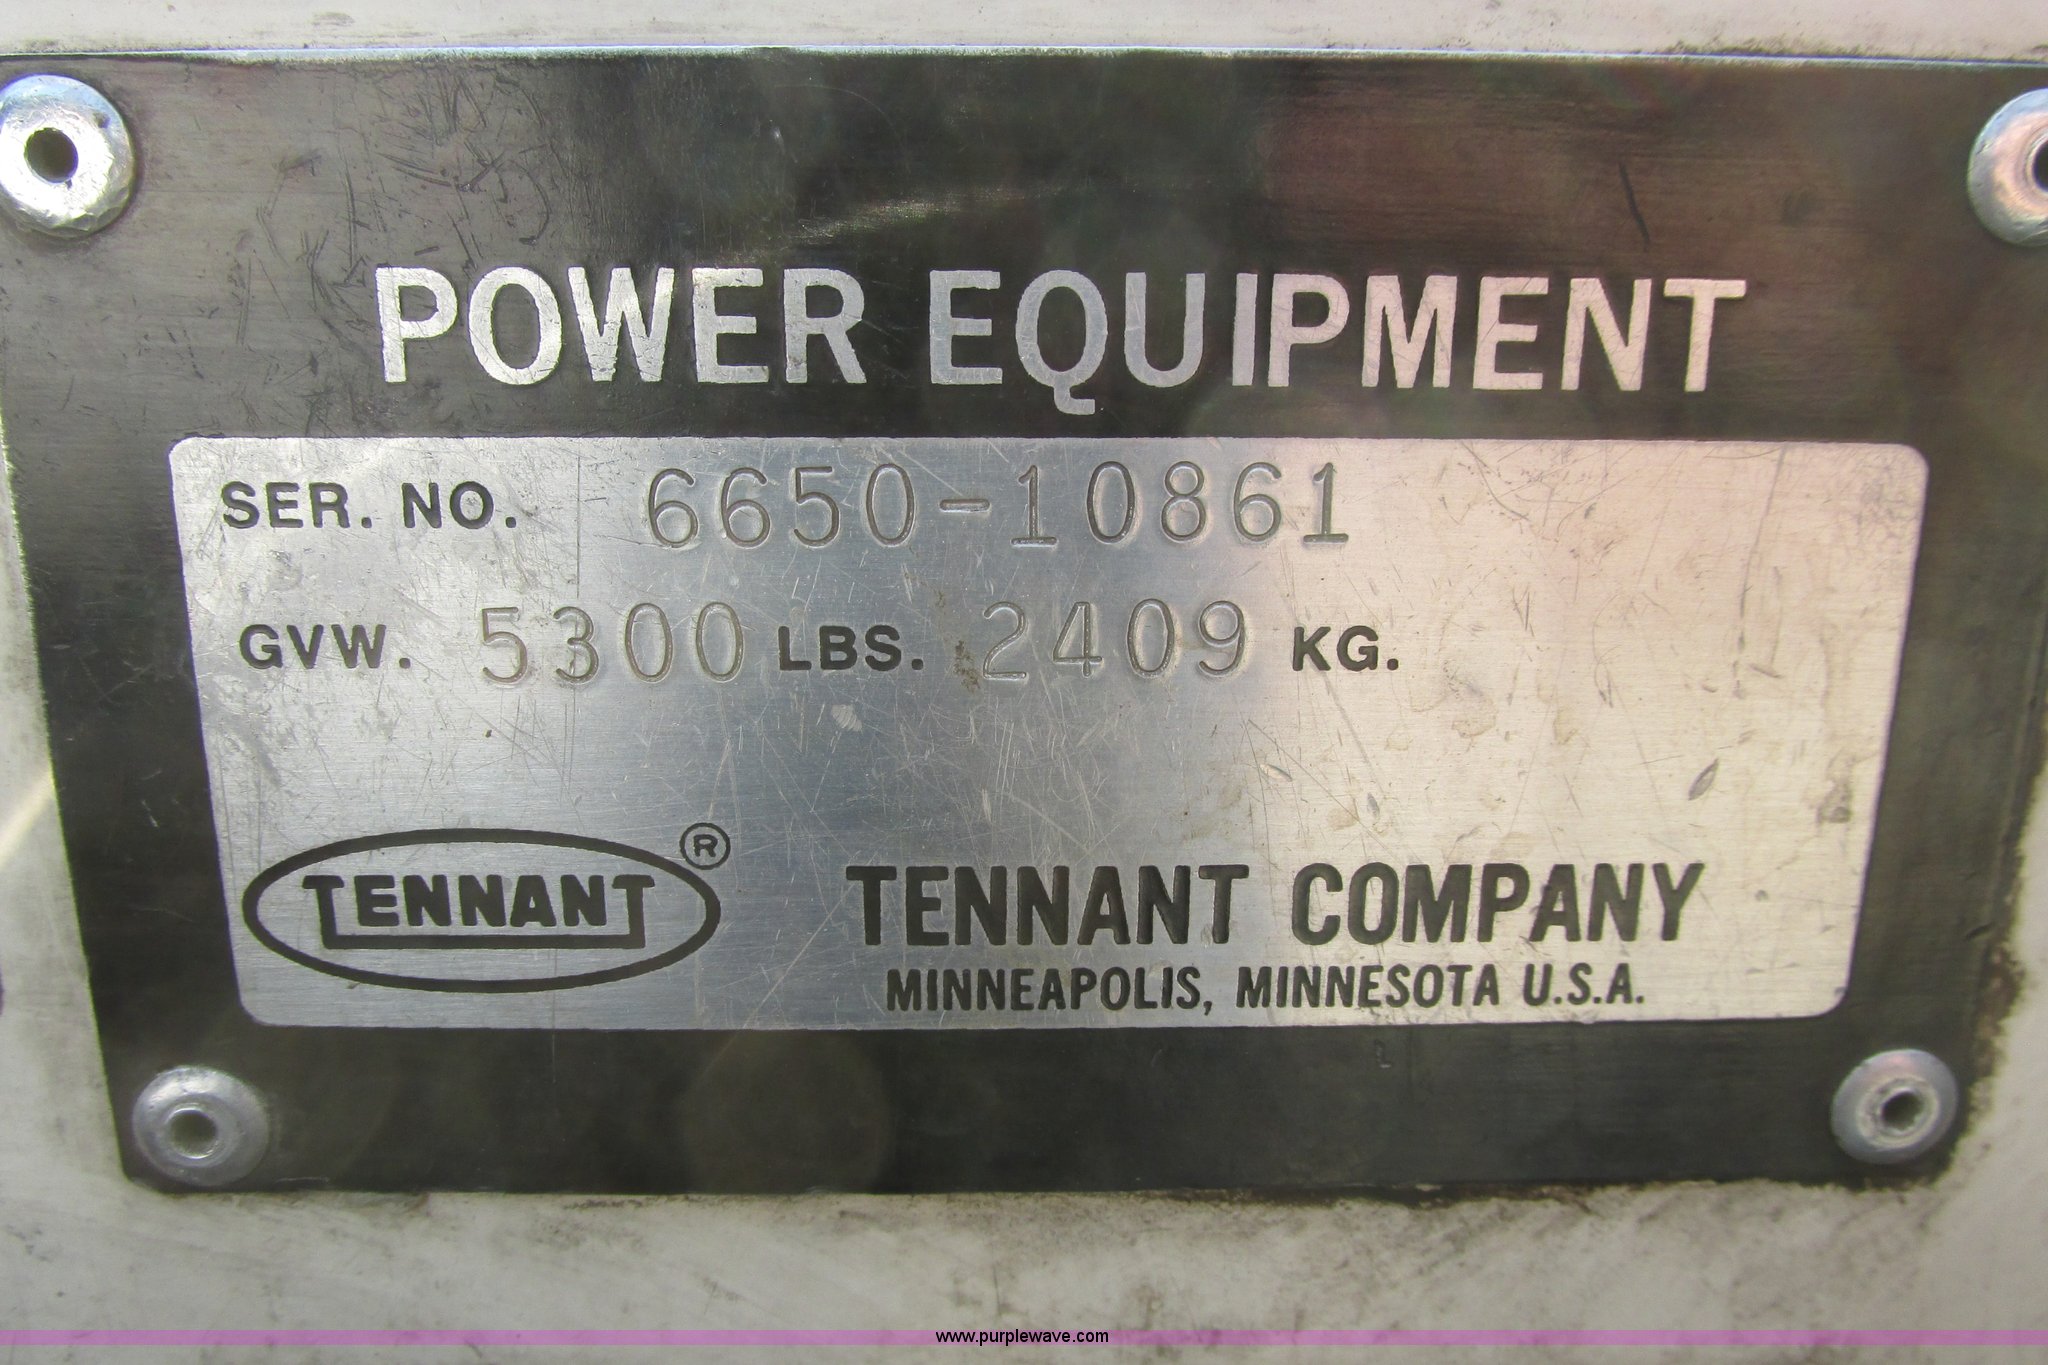 POWER EQUIPMENT
SER. NO. 6650-10861
GVW. 5300 LBS. 2409 KG.
TENNANT ®
TENNANT COMPANY
MINNEAPOLIS, MINNESOTA U.S.A.
www.purplewave.com